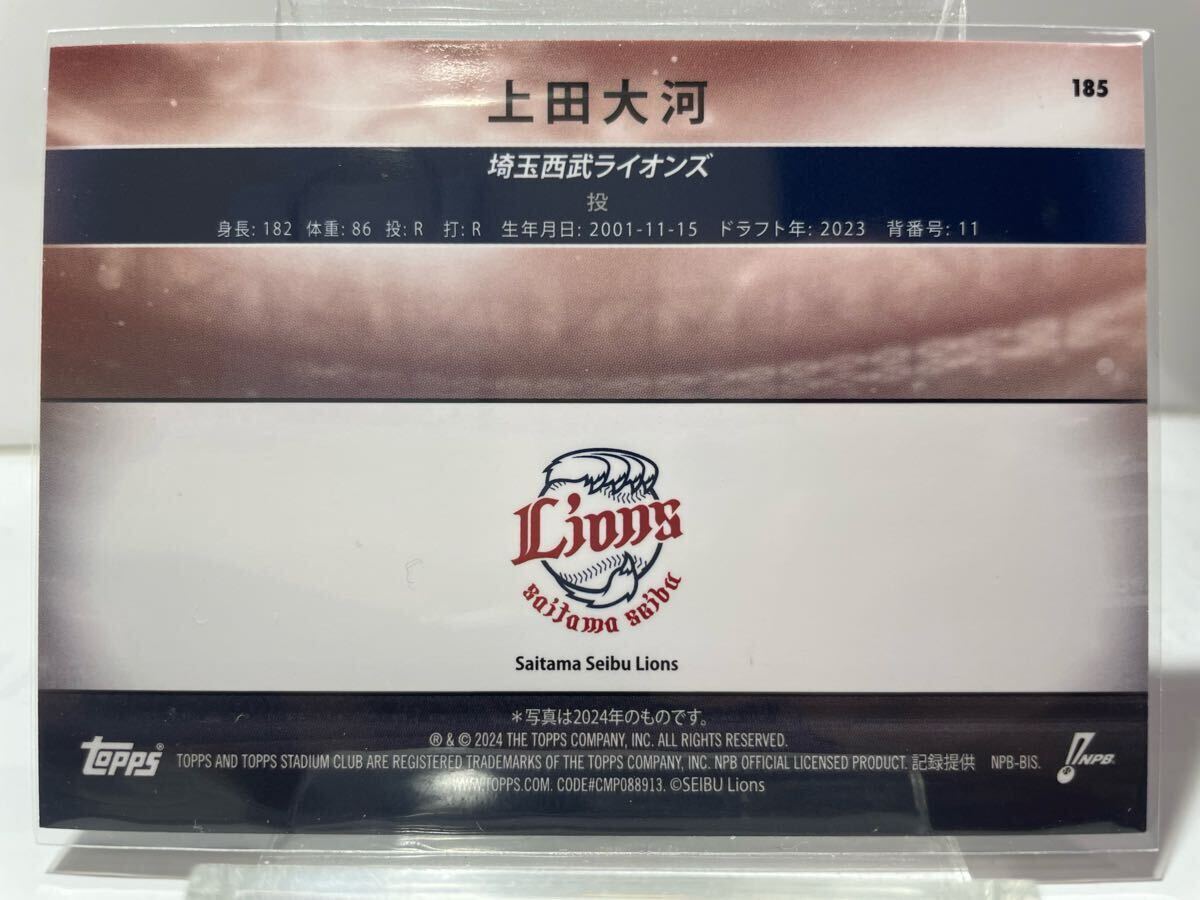 上田大河
185
埼玉西武ライオンズ
投
身長: 182 体重: 86 投: R 打: R 生年月日: 2001-11-15 ドラフト年: 2023 背番号: 11
Lions
saitama seibu
Saitama Seibu Lions
＊写真は2024年のものです。
® & © 2024 THE TOPPS COMPANY, INC. ALL RIGHTS RESERVED.
topps®
TOPPS AND TOPPS STADIUM CLUB ARE REGISTERED TRADEMARKS OF THE TOPPS COMPANY, INC. NPB OFFICIAL LICENSED PRODUCT. 記録提供 NPB-BIS.
NPB
WWW.TOPPS.COM. CODE#CMP088913. ©SEIBU Lions